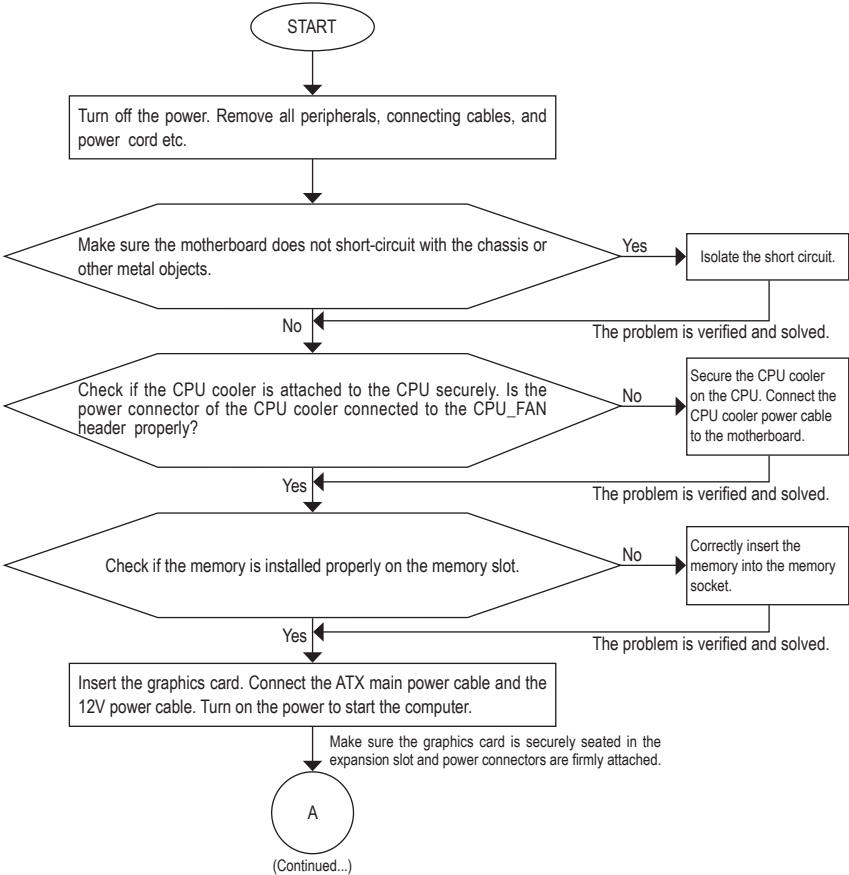 START
Turn off the power. Remove all peripherals, connecting cables, and
power cord etc.
Make sure the motherboard does not short-circuit with the chassis or
other metal objects.
Yes
Isolate the short circuit.
No
The problem is verified and solved.
Check if the CPU cooler is attached to the CPU securely. Is the
power connector of the CPU cooler connected to the CPU_FAN
header properly?
No
Secure the CPU cooler
on the CPU. Connect the
CPU cooler power cable
to the motherboard.
Yes
The problem is verified and solved.
Check if the memory is installed properly on the memory slot.
No
Correctly insert the
memory into the memory
socket.
Yes
The problem is verified and solved.
Insert the graphics card. Connect the ATX main power cable and the
12V power cable. Turn on the power to start the computer.
Make sure the graphics card is securely seated in the
expansion slot and power connectors are firmly attached.
A
(Continued...)